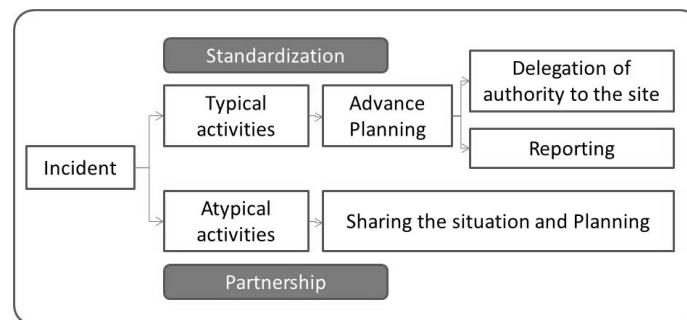 Standardization
Typical
activities
Advance
Planning
Delegation of
authority to the site
Reporting
Incident
Atypical
activities
Sharing the situation and Planning
Partnership